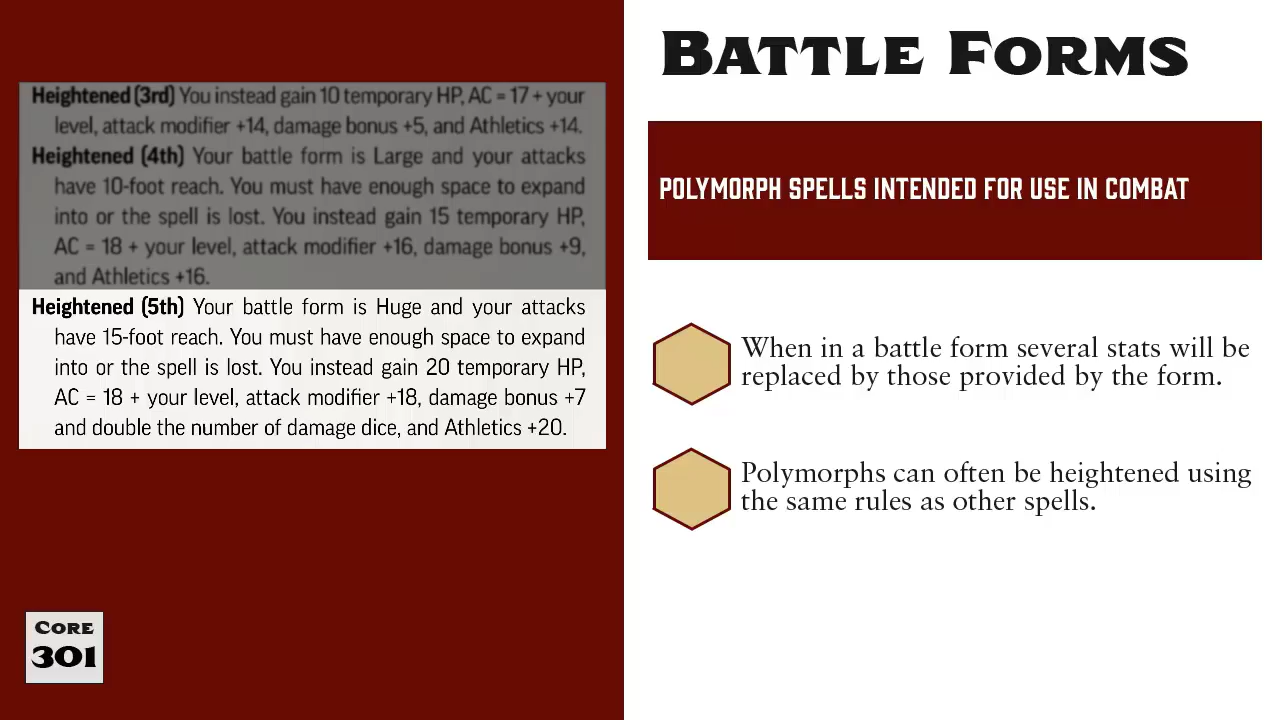 Heightened (3rd) You instead gain 10 temporary HP, AC = 17 + your
level, attack modifier +14, damage bonus +5, and Athletics +14.
Heightened (4th) Your battle form is Large and your attacks
have 10-foot reach. You must have enough space to expand
into or the spell is lost. You instead gain 15 temporary HP,
AC = 18 + your level, attack modifier +16, damage bonus +9,
and Athletics +16.
Heightened (5th) Your battle form is Huge and your attacks
have 15-foot reach. You must have enough space to expand
into or the spell is lost. You instead gain 20 temporary HP,
AC = 18 + your level, attack modifier +18, damage bonus +7
and double the number of damage dice, and Athletics +20.
Core
301
Battle Forms
POLYMORPH SPELLS INTENDED FOR USE IN COMBAT
When in a battle form several stats will be
replaced by those provided by the form.
Polymorphs can often be heightened using
the same rules as other spells.